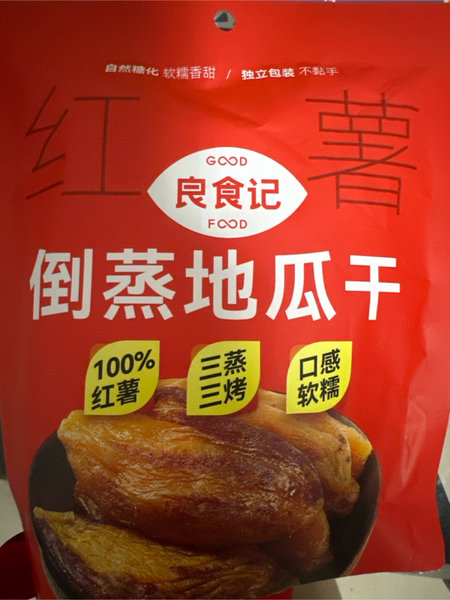 自然糖化 软糯香甜 / 独立包装 不黏手
红薯
GOOD
良食记
FOOD
倒蒸地瓜干
100%
红薯
三蒸
三烤
口感
软糯